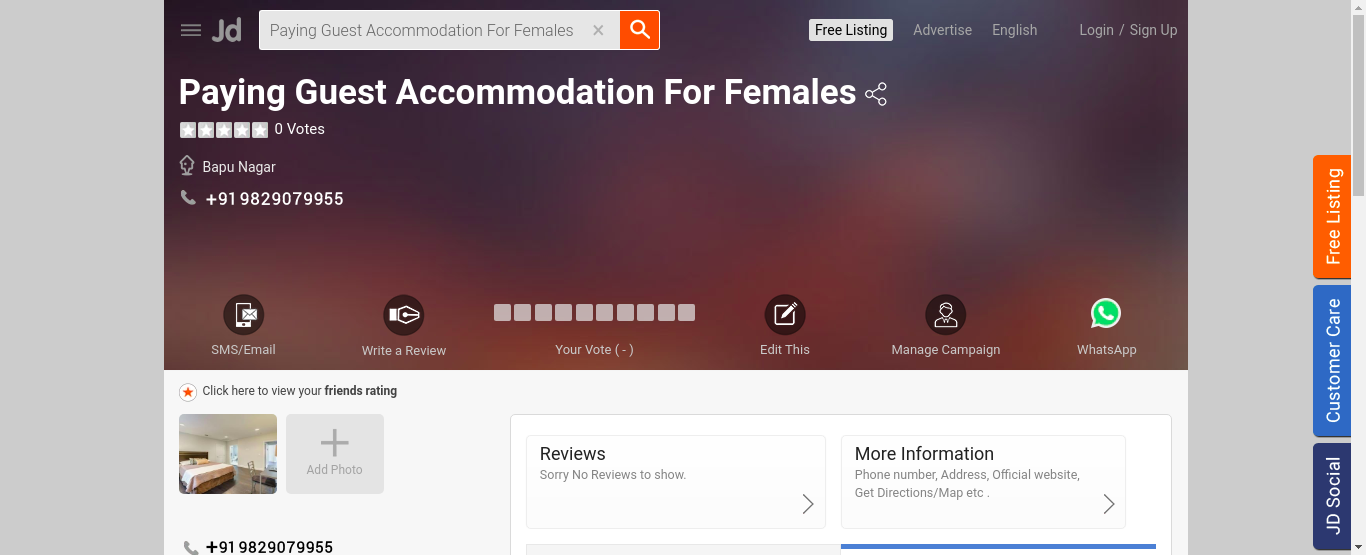 Jd
Paying Guest Accommodation For Females
Free Listing
Advertise
English
Login / Sign Up
Paying Guest Accommodation For Females
0 Votes
Bapu Nagar
+91 9829079955
SMS/Email
Write a Review
Your Vote ( - )
Edit This
Manage Campaign
WhatsApp
Click here to view your friends rating
Add Photo
+91 9829079955
Reviews
Sorry No Reviews to show.
More Information
Phone number, Address, Official website,
Get Directions/Map etc .
Free Listing
Customer Care
JD Social